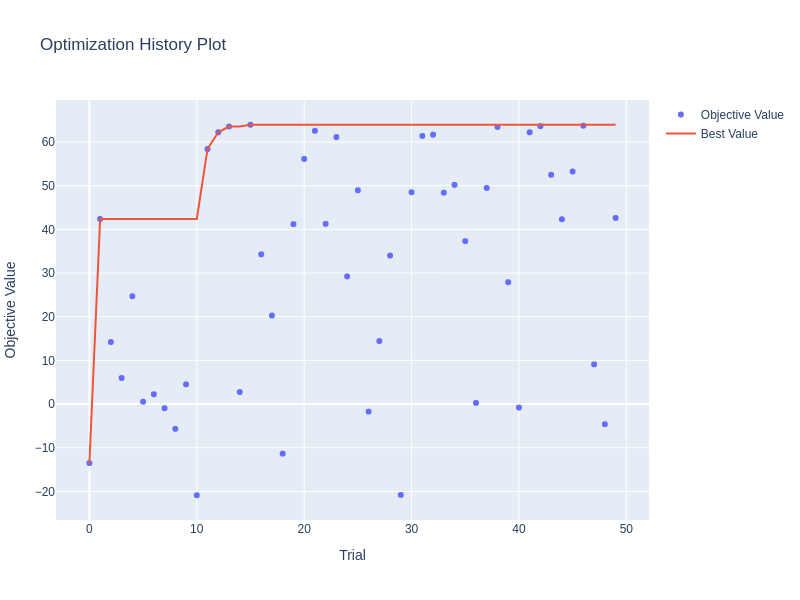 Optimization History Plot
Objective Value
Best Value
60
50
40
30
20
10
0
−10
−20
Objective Value
0 10 20 30 40 50
Trial